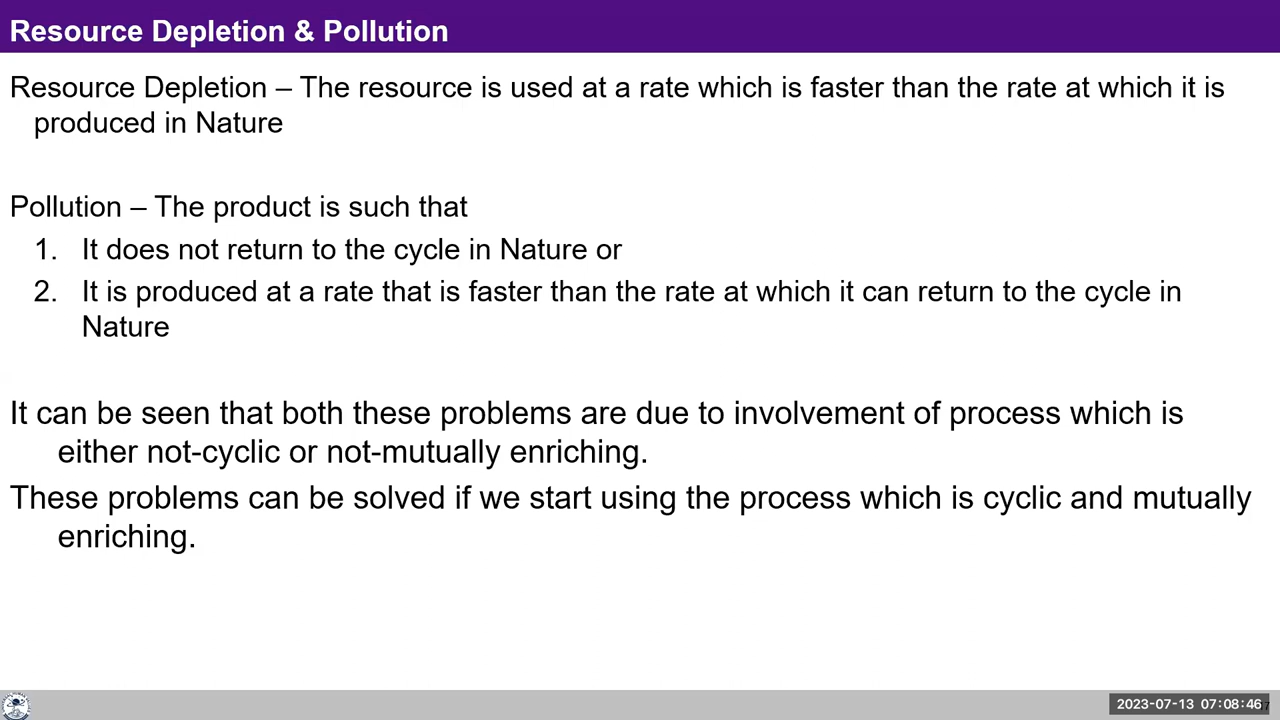 Resource Depletion & Pollution
Resource Depletion – The resource is used at a rate which is faster than the rate at which it is
produced in Nature
Pollution – The product is such that
1. It does not return to the cycle in Nature or
2. It is produced at a rate that is faster than the rate at which it can return to the cycle in
Nature
It can be seen that both these problems are due to involvement of process which is
either not-cyclic or not-mutually enriching.
These problems can be solved if we start using the process which is cyclic and mutually
enriching.
2023-07-13 07:08:46